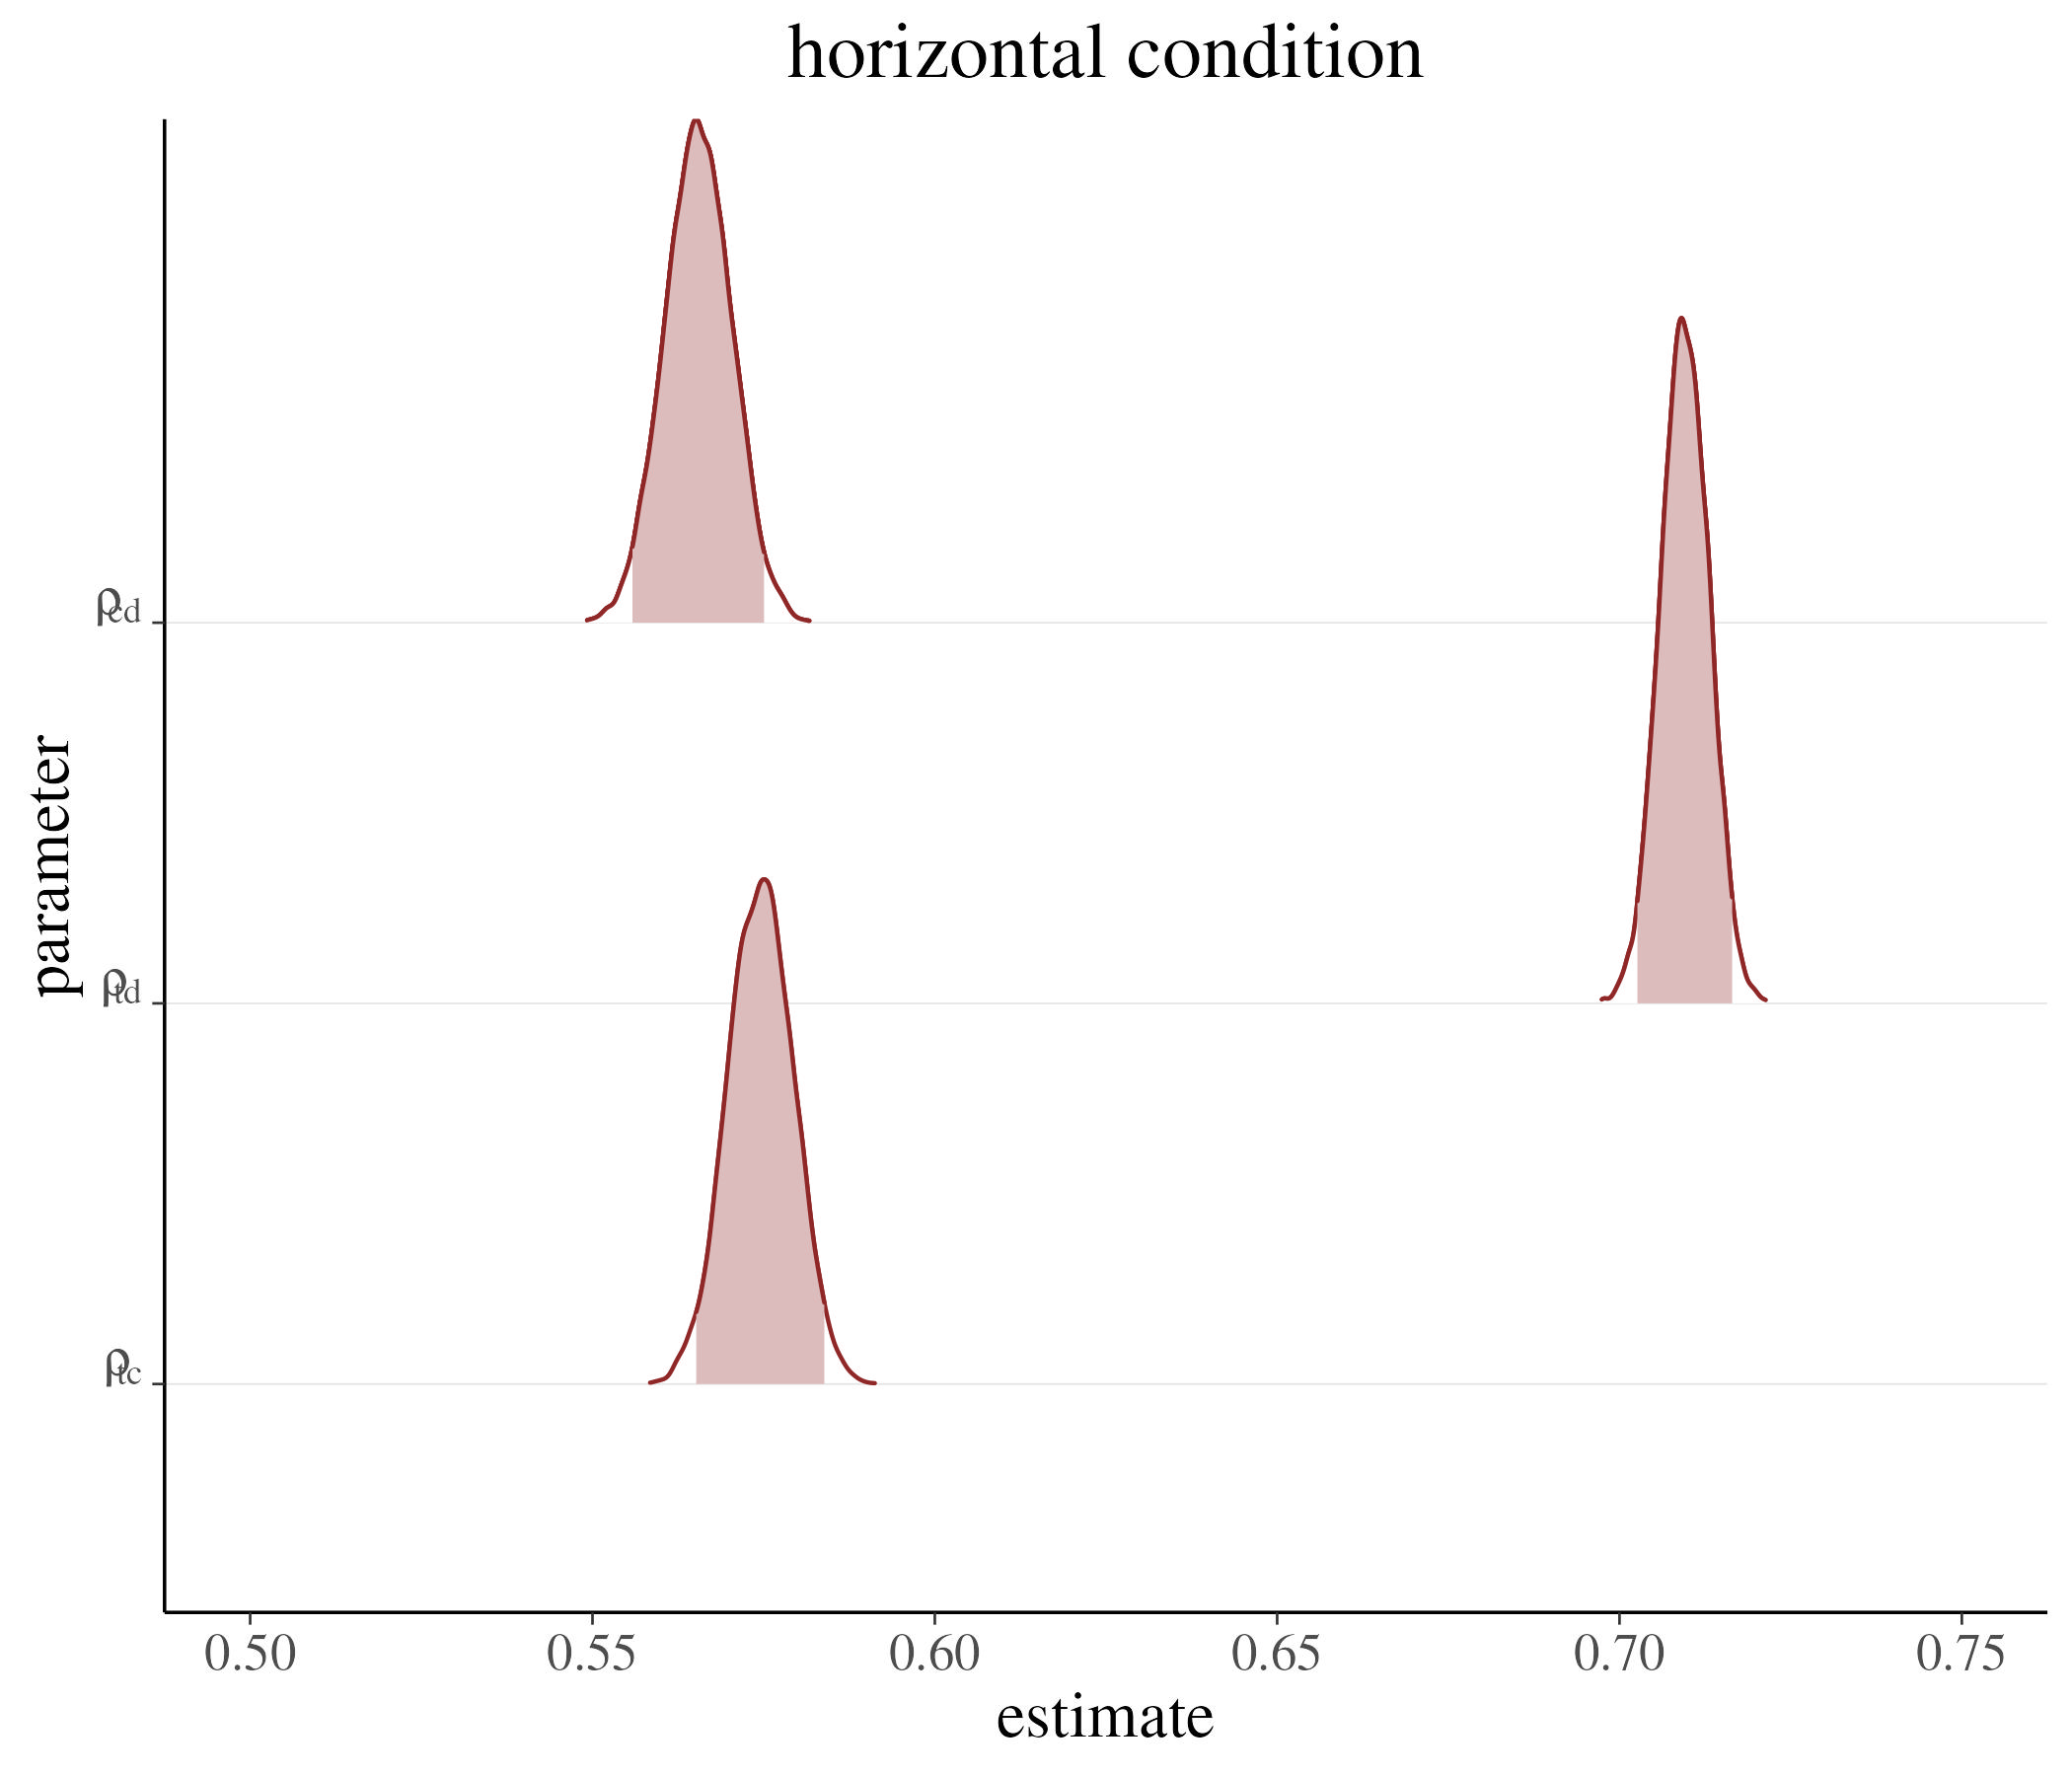 horizontal condition
parameter
ρcd
ρtd
ρtc
0.50 0.55 0.60 0.65 0.70 0.75
estimate